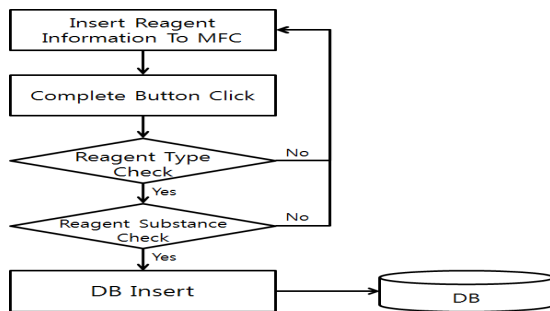 Insert Reagent
Information To MFC
Complete Button Click
Reagent Type
Check
No
Yes
Reagent Substance
Check
No
Yes
DB Insert
DB